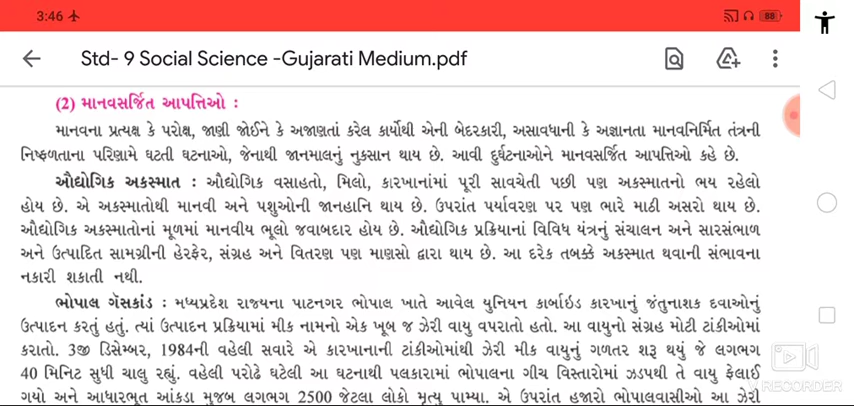 3:46
88
Std- 9 Social Science -Gujarati Medium.pdf
(2) માનવસર્જિત આપત્તિઓ :
માનવના પ્રત્યક્ષ કે પરોક્ષ, જાણી જોઈને કે અજાણતાં કરેલ કાર્યોથી એની બેદરકારી, અસાવધાની કે અજ્ઞાનતા માનવનિર્મિત તંત્રની
નિષ્ફળતાના પરિણામે ઘટતી ઘટનાઓ, જેનાથી જાનમાલનું નુકસાન થાય છે. આવી દુર્ઘટનાઓને માનવસર્જિત આપત્તિઓ કહે છે.
ઔદ્યોગિક અકસ્માત : ઔદ્યોગિક વસાહતો, મિલો, કારખાનાંમાં પૂરી સાવચેતી પછી પણ અકસ્માતનો ભય રહેલો
હોય છે. એ અકસ્માતોથી માનવી અને પશુઓની જાનહાનિ થાય છે. ઉપરાંત પર્યાવરણ પર પણ ભારે માઠી અસરો થાય છે.
ઔદ્યોગિક અકસ્માતોનાં મૂળમાં માનવીય ભૂલો જવાબદાર હોય છે. ઔદ્યોગિક પ્રક્રિયાનાં વિવિધ યંત્રનું સંચાલન અને સારસંભાળ
અને ઉત્પાદિત સામગ્રીની હેરફેર, સંગ્રહ અને વિતરણ પણ માણસો દ્વારા થાય છે. આ દરેક તબક્કે અકસ્માત થવાની સંભાવના
નકારી શકાતી નથી.
ભોપાલ ગૅસકાંડ : મધ્યપ્રદેશ રાજ્યના પાટનગર ભોપાલ ખાતે આવેલ યુનિયન કાર્બાઇડ કારખાનું જંતુનાશક દવાઓનું
ઉત્પાદન કરતું હતું. ત્યાં ઉત્પાદન પ્રક્રિયામાં મીક નામનો એક ખૂબ જ ઝેરી વાયુ વપરાતો હતો. આ વાયુનો સંગ્રહ મોટી ટાંકીઓમાં
કરાતો. 3જી ડિસેમ્બર, 1984ની વહેલી સવારે એ કારખાનાની ટાંકીઓમાંથી ઝેરી મીક વાયુનું ગળતર શરૂ થયું જે લગભગ
40 મિનિટ સુધી ચાલુ રહ્યું. વહેલી પરોઢે ઘટેલી આ ઘટનાથી પલકારામાં ભોપાલના ગીચ વિસ્તારોમાં ઝડપથી તે વાયુ ફેલાઈ
ગયો અને આધારભૂત આંકડા મુજબ લગભગ 2500 જેટલા લોકો મૃત્યુ પામ્યા. એ ઉપરાંત હજારો ભોપાલવાસીઓ આ ઝેરી
RECORDER